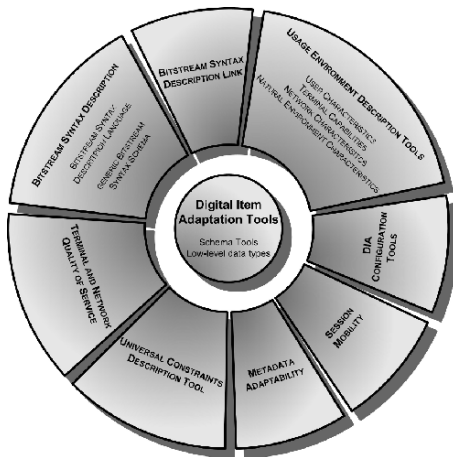 Digital Item
Adaptation Tools
Schema Tools
Low-level data types
BITSTREAM SYNTAX
DESCRIPTION LINK
USAGE ENVIRONMENT DESCRIPTION TOOLS
USER CHARACTERISTICS
TERMINAL CAPABILITIES
NETWORK CHARACTERISTICS
NATURAL ENVIRONMENT CHARACTERISTICS
DIA
CONFIGURATION
TOOLS
SESSION
MOBILITY
METADATA
ADAPTABILITY
UNIVERSAL CONSTRAINTS
DESCRIPTION TOOL
TERMINAL AND NETWORK
QUALITY OF SERVICE
BITSTREAM SYNTAX DESCRIPTION
BITSTREAM SYNTAX
DESCRIPTION LANGUAGE
GENERIC BITSTREAM
SYNTAX SCHEMA